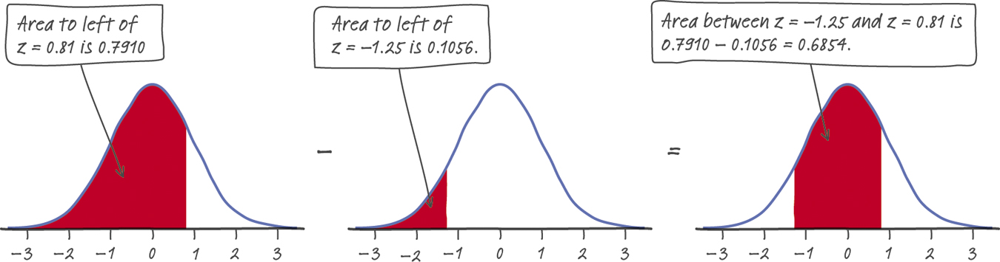 Area to left of
z = 0.81 is 0.7910
Area to left of
z = −1.25 is 0.1056.
Area between z = −1.25 and z = 0.81 is
0.7910 − 0.1056 = 0.6854.
−
=
−3 −2 −1 0 1 2 3
−3 −2 −1 0 1 2 3
−3 −2 −1 0 1 2 3